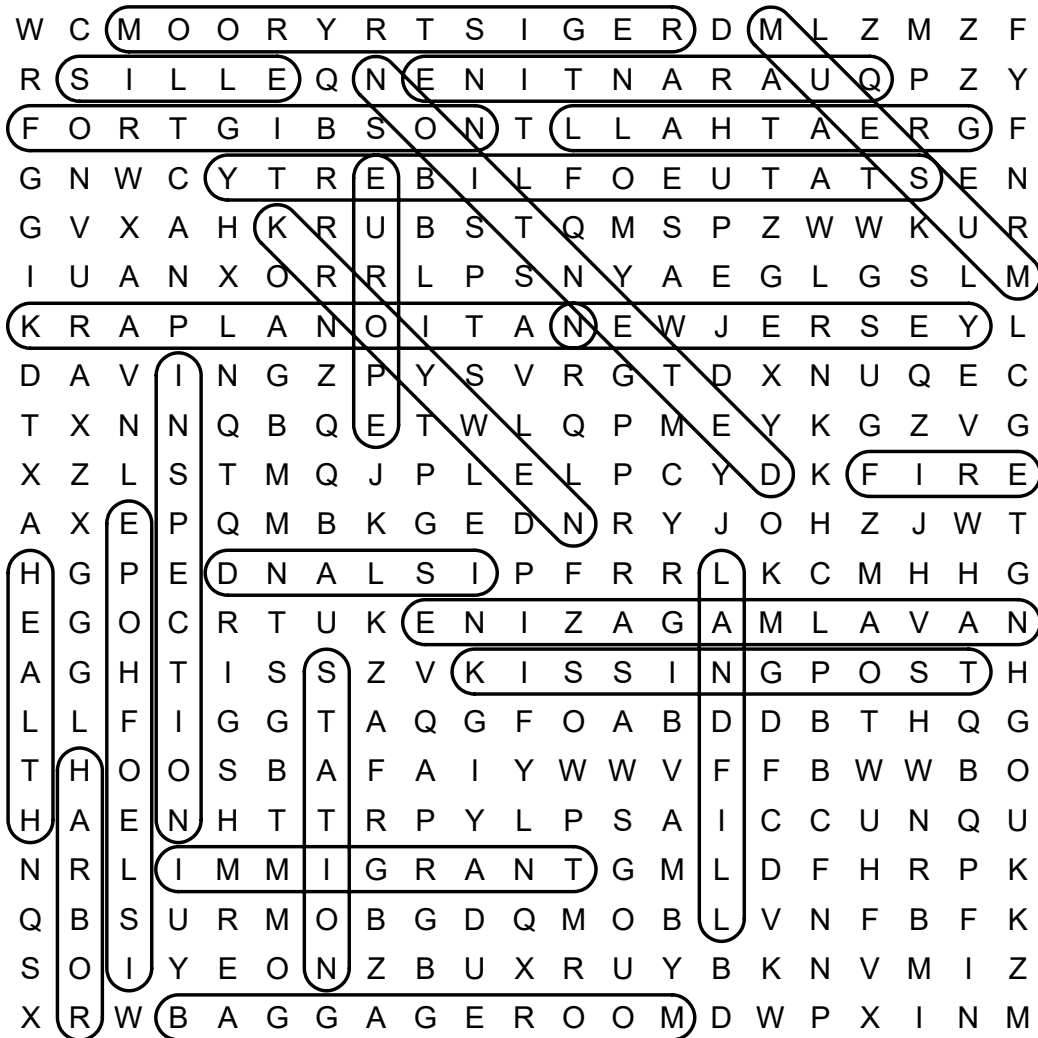 W C M O O R Y R T S I G E R D M L Z M Z F
R S I L L E Q N E N I T N A R A U Q P Z Y
F O R T G I B S O N T L L A H T A E R G F
G N W C Y T R E B I L F O E U T A T S E N
G V X A H K R U B S T Q M S P Z W W K U R
I U A N X O R R L P S N Y A E G L G S L M
K R A P L A N O I T A N E W J E R S E Y L
D A V I N G Z P Y S V R G T D X N U Q E C
T X N N Q B Q E T W L Q P M E Y K G Z V G
X Z L S T M Q J P L E L P C Y D K F I R E
A X E P Q M B K G E D N R Y J O H Z J W T
H G P E D N A L S I P F R R L K C M H H G
E G O C R T U K E N I Z A G A M L A V A N
A G H T I S S Z V K I S S I N G P O S T H
L L F I G G T A Q G F O A B D D B T H Q G
T H O O S B A F A I Y W W V F F B W W B O
H A E N H T T R P Y L P S A I C C U N Q U
N R L I M M I G R A N T G M L D F H R P K
Q B S U R M O B G D Q M O B L V N F B F K
S O I Y E O N Z B U X R U Y B K N V M I Z
X R W B A G G A G E R O O M D W P X I N M